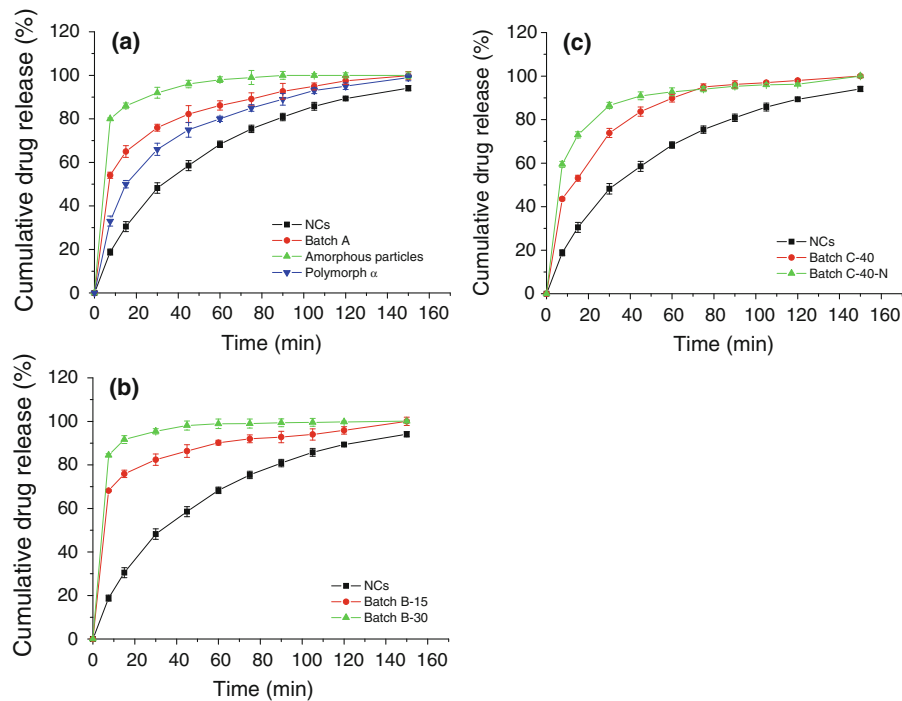 (a)
Cumulative drug release (%)
120
100
80
60
40
20
0
NCs
Batch A
Amorphous particles
Polymorph α
0 20 40 60 80 100 120 140 160
Time (min)
(c)
Cumulative drug release (%)
120
100
80
60
40
20
0
NCs
Batch C-40
Batch C-40-N
0 20 40 60 80 100 120 140 160
Time (min)
(b)
Cumulative drug release (%)
120
100
80
60
40
20
0
NCs
Batch B-15
Batch B-30
0 20 40 60 80 100 120 140 160
Time (min)